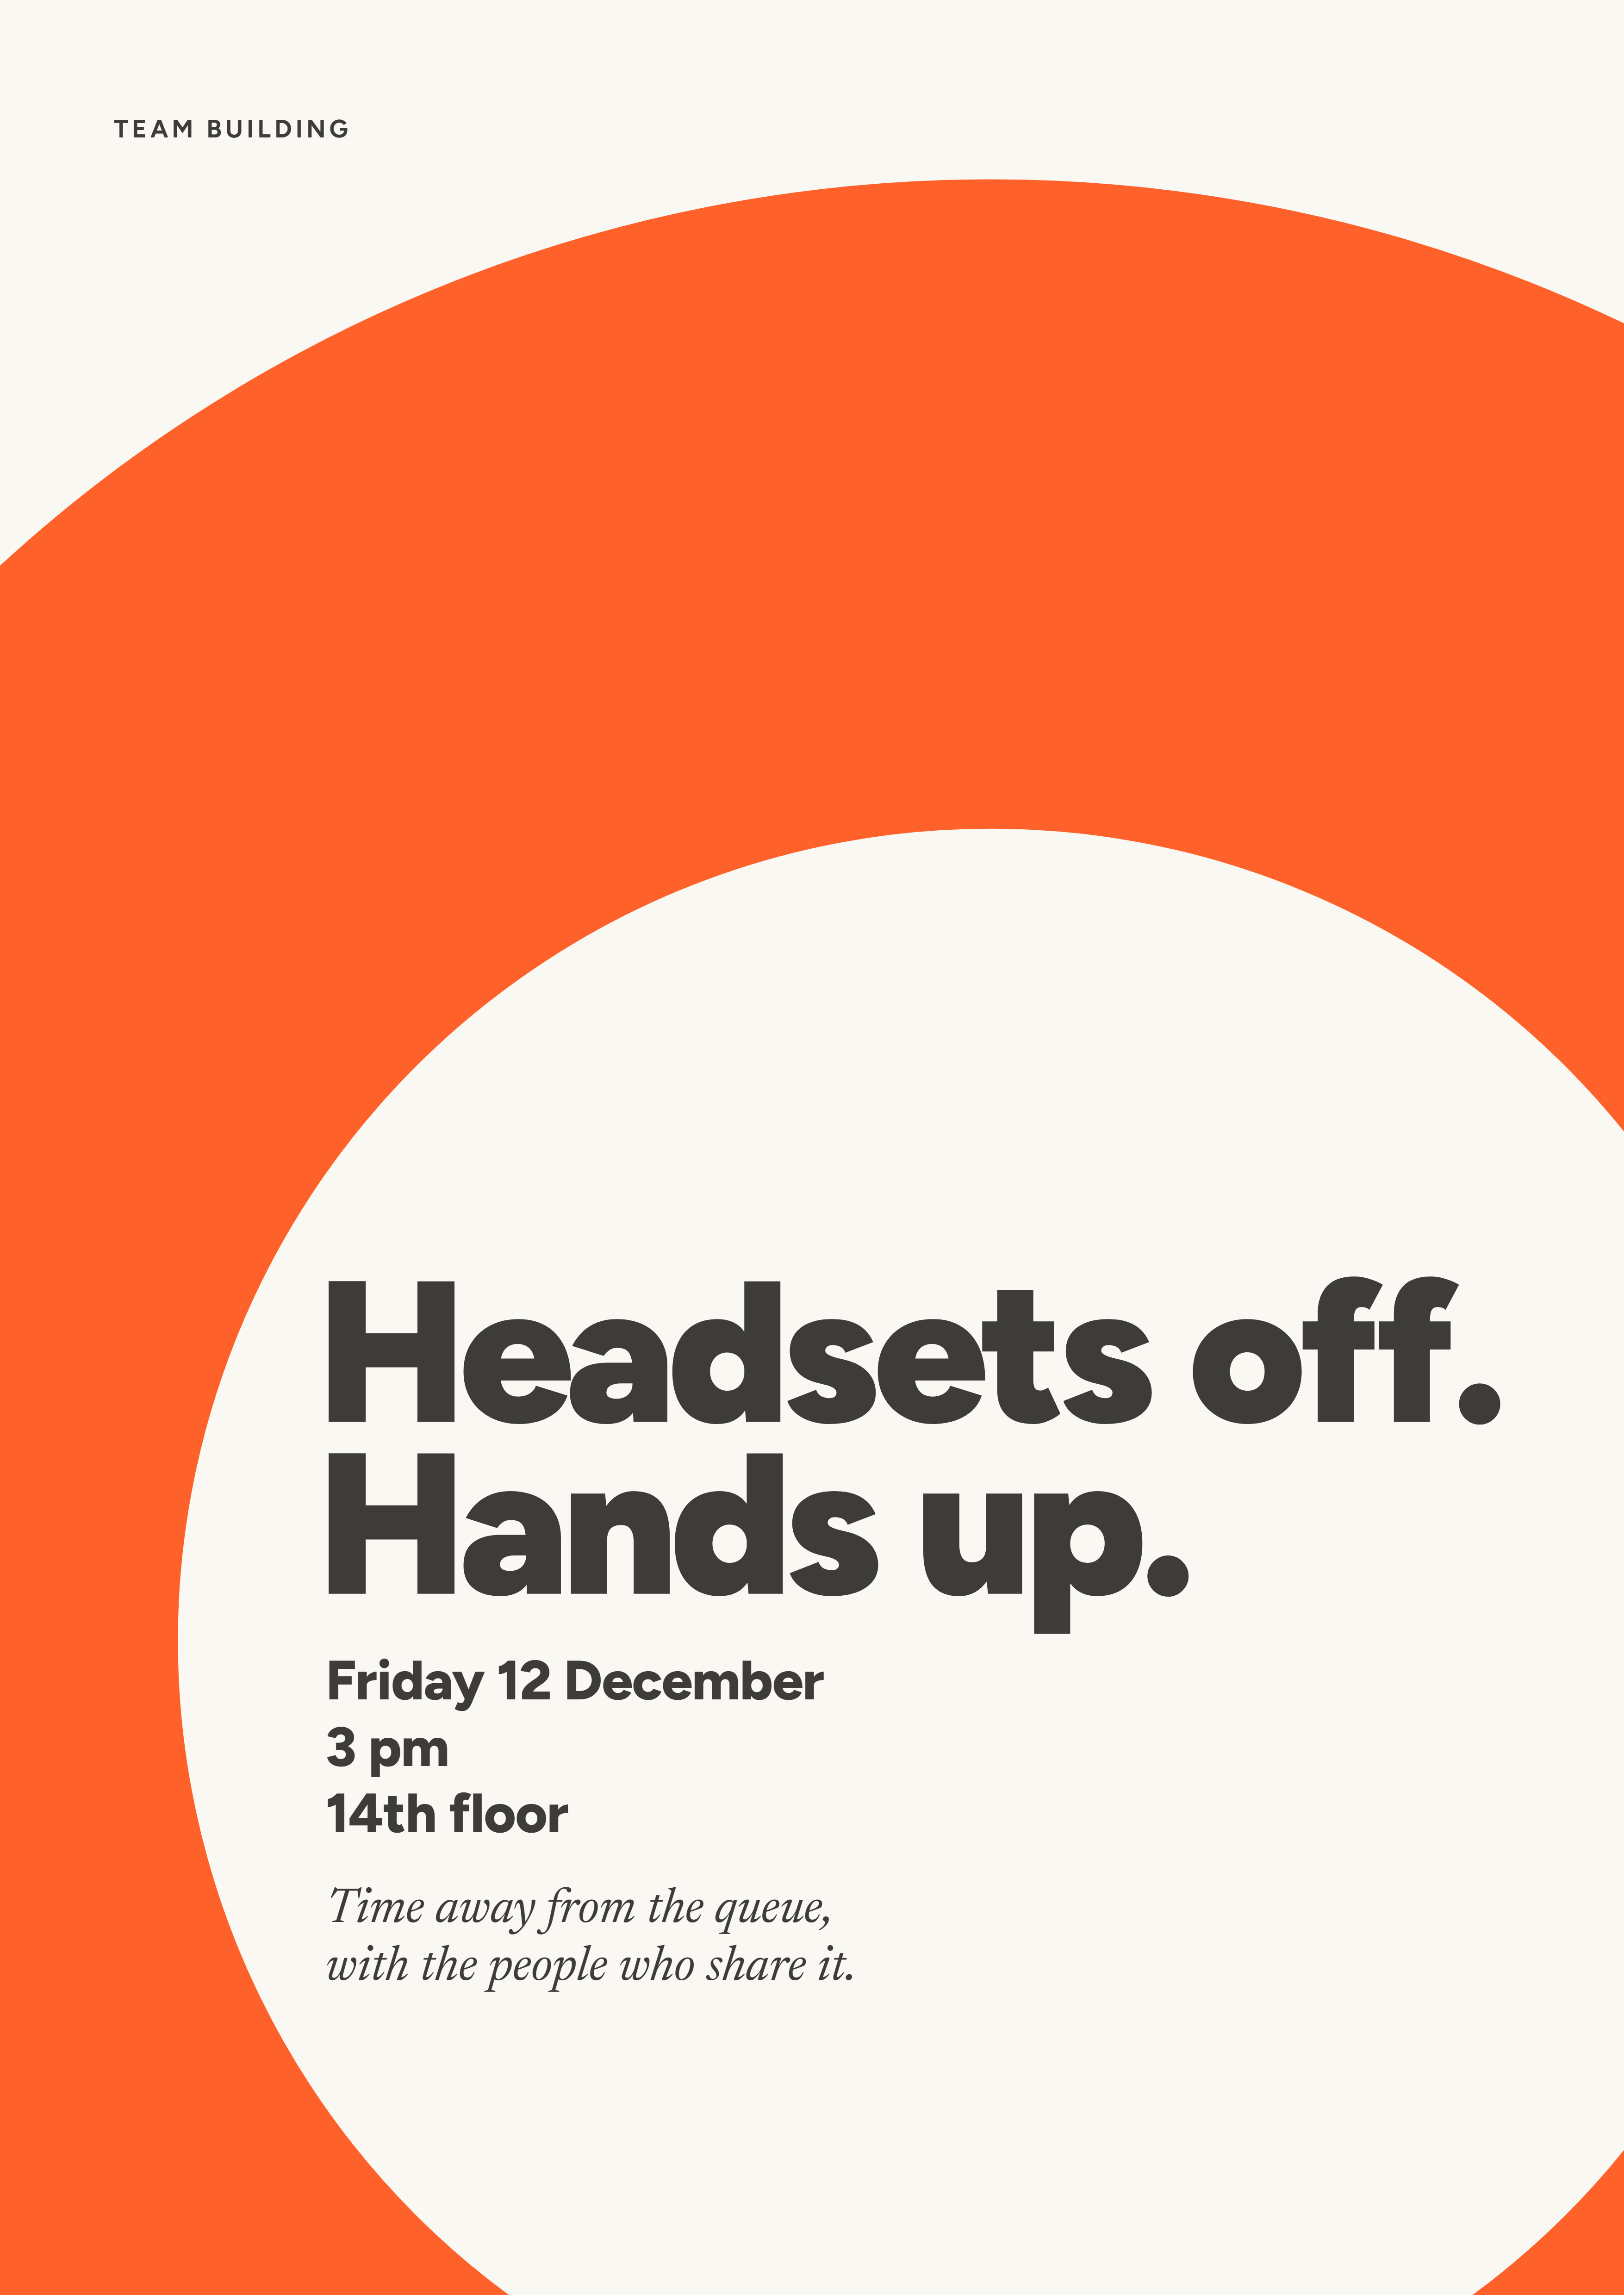 TEAM BUILDING
Headsets off.
Hands up.
Friday 12 December
3 pm
14th floor
Time away from the queue,
with the people who share it.